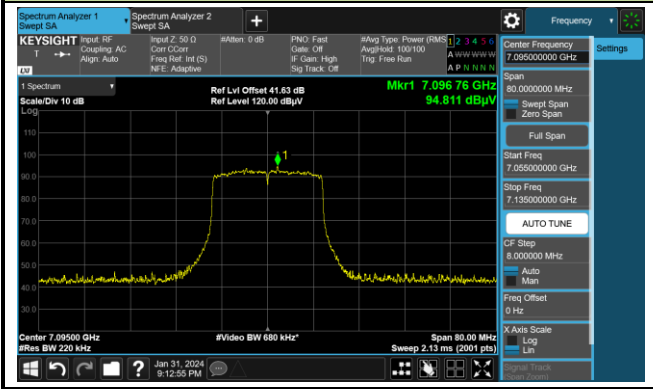 Spectrum Analyzer 1
Swept SA
Spectrum Analyzer 2
Swept SA
+
Frequency
KEYSIGHT
Input: RF
Coupling: AC
Align: Auto
Input Z: 50 Ω
Corr CCorr
Freq Ref: Int (S)
NFE: Adaptive
#Atten: 0 dB
PNO: Fast
Gate: Off
IF Gain: High
Sig Track: Off
#Avg Type: Power (RMS
Avg|Hold: 100/100
Trig: Free Run
1 2 3 4 5 6
A W W W W W
A P N N N N
LXI
T
1 Spectrum
Scale/Div 10 dB
Log
Ref Lvl Offset 41.63 dB
Ref Level 120.00 dBµV
Mkr1 7.096 76 GHz
94.811 dBµV
1
110
100
90.0
80.0
70.0
60.0
50.0
40.0
30.0
Center 7.09500 GHz
#Res BW 220 kHz
#Video BW 680 kHz*
Span 80.00 MHz
Sweep 2.13 ms (2001 pts)
Jan 31, 2024
9:12:55 PM
?
Center Frequency
7.095000000 GHz
Settings
Span
80.0000000 MHz
Swept Span
Zero Span
Full Span
Start Freq
7.055000000 GHz
Stop Freq
7.135000000 GHz
AUTO TUNE
CF Step
8.000000 MHz
Auto
Man
Freq Offset
0 Hz
X Axis Scale
Log
Lin
Signal Track
(Span Zoom)